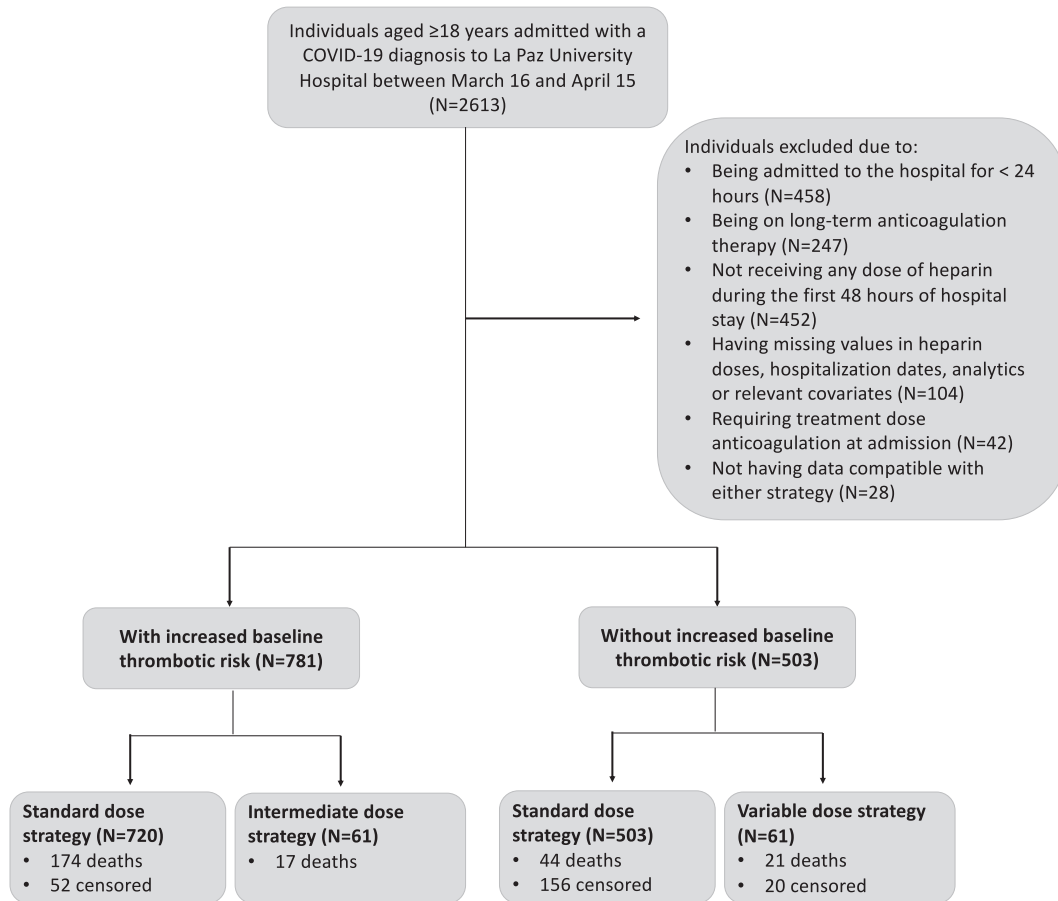 Individuals aged ≥18 years admitted with a
COVID-19 diagnosis to La Paz University
Hospital between March 16 and April 15
(N=2613)
Individuals excluded due to:
• Being admitted to the hospital for < 24
hours (N=458)
• Being on long-term anticoagulation
therapy (N=247)
• Not receiving any dose of heparin
during the first 48 hours of hospital
stay (N=452)
• Having missing values in heparin
doses, hospitalization dates, analytics
or relevant covariates (N=104)
• Requiring treatment dose
anticoagulation at admission (N=42)
• Not having data compatible with
either strategy (N=28)
With increased baseline
thrombotic risk (N=781)
Without increased baseline
thrombotic risk (N=503)
Standard dose
strategy (N=720)
• 174 deaths
• 52 censored
Intermediate dose
strategy (N=61)
• 17 deaths
Standard dose
strategy (N=503)
• 44 deaths
• 156 censored
Variable dose strategy
(N=61)
• 21 deaths
• 20 censored